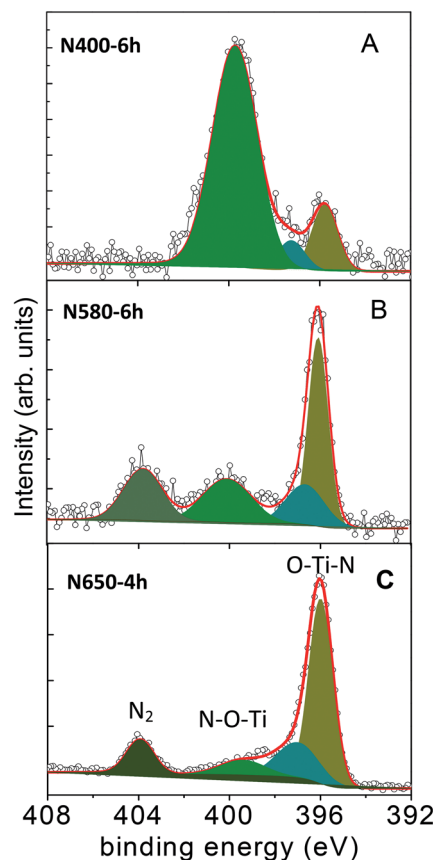 N400-6h
A
N580-6h
B
Intensity (arb. units)
N650-4h
O-Ti-N
C
N₂
N-O-Ti
408 404 400 396 392
binding energy (eV)